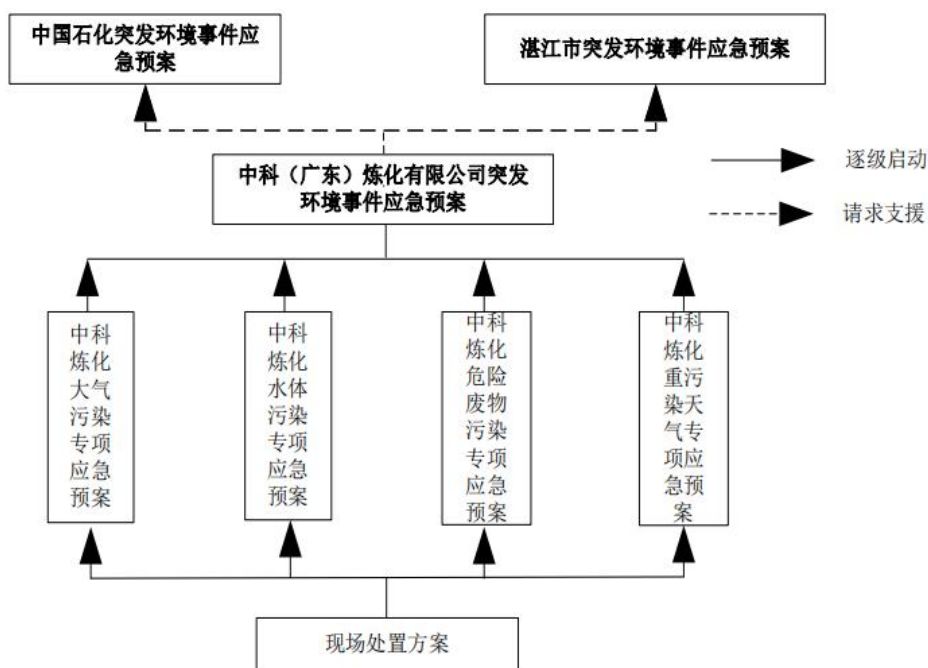 中国石化突发环境事件应
急预案
湛江市突发环境事件应急预案
中科（广东）炼化有限公司突发
环境事件应急预案
逐级启动
请求支援
中科
炼化
大气
污染
专项
应急
预案
中科
炼化
水体
污染
专项
应急
预案
中科
炼化
危险
废物
污染
专项
应急
预案
中科
炼化
重污
染天
气专
项应
急预
案
现场处置方案